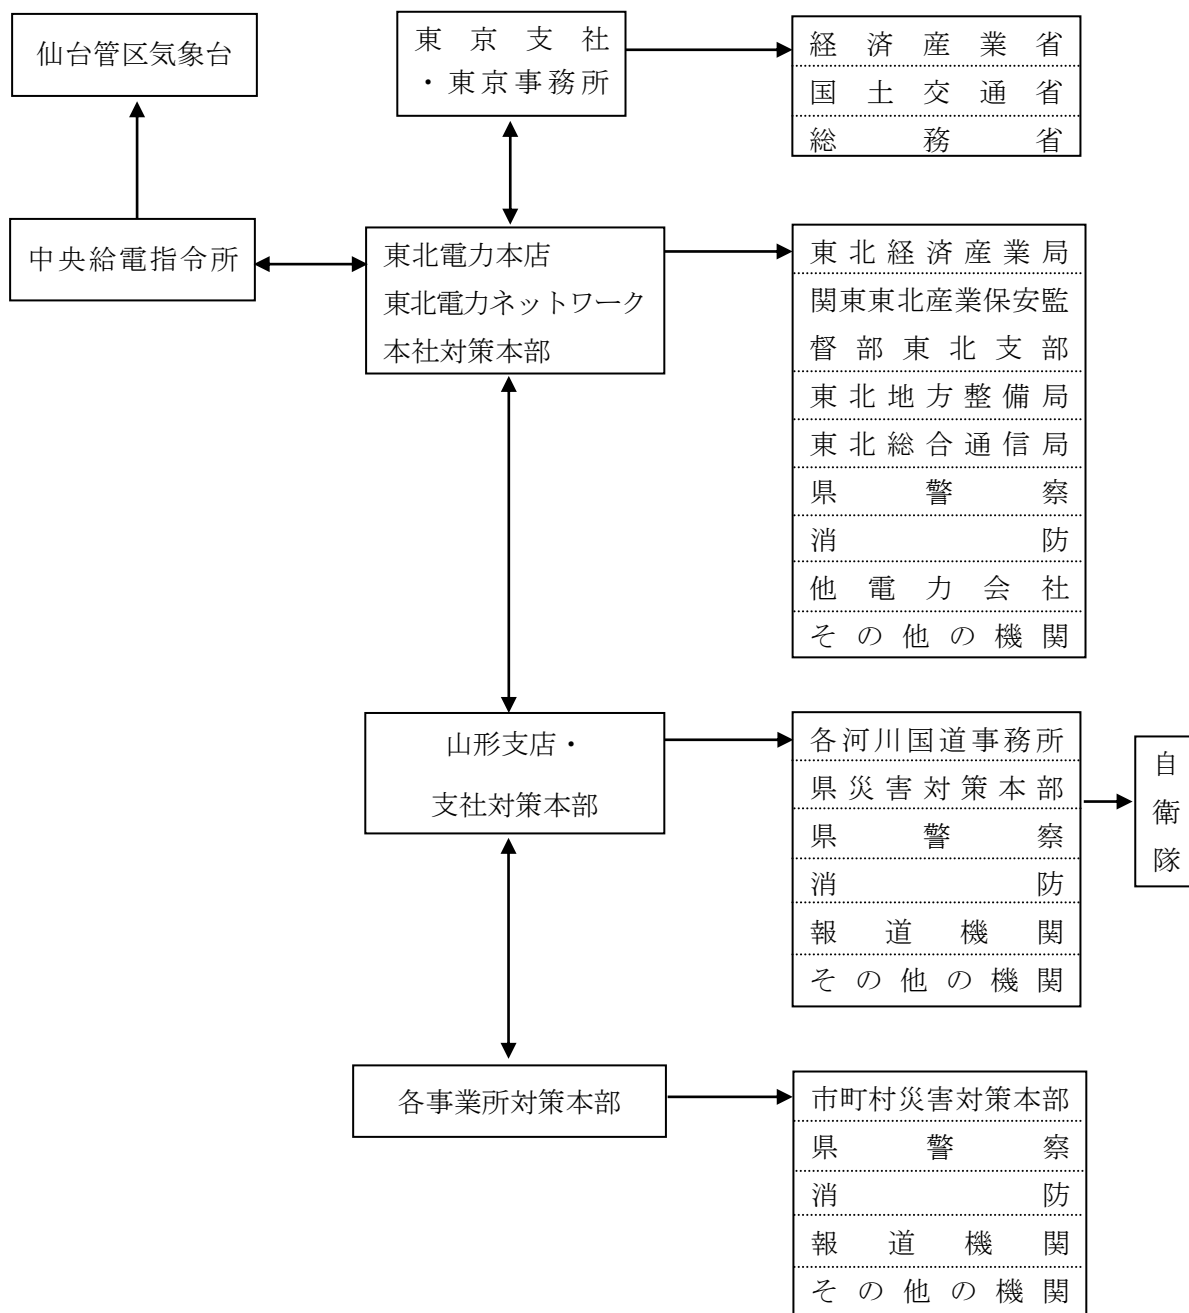 仙台管区気象台
東京支社
・東京事務所
経済産業省
国土交通省
総務省
中央給電指令所
東北電力本店
東北電力ネットワーク
本社対策本部
東北経済産業局
関東東北産業保安監
督部東北支部
東北地方整備局
東北総合通信局
県警察
消防
他電力会社
その他の機関
山形支店・
支社対策本部
各河川国道事務所
県災害対策本部
県警察
消防
報道機関
その他の機関
自
衛
隊
各事業所対策本部
市町村災害対策本部
県警察
消防
報道機関
その他の機関